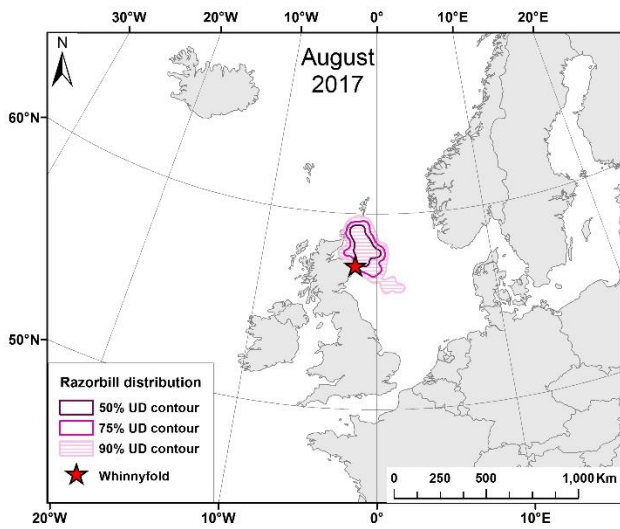 30°W 20°W 10°W 0° 10°E 20°E 30°E
N
August
2017
60°N
50°N
Razorbill distribution
50% UD contour
75% UD contour
90% UD contour
Whinnyfold
0 250 500 1,000 Km
20°W 10°W 0° 10°E